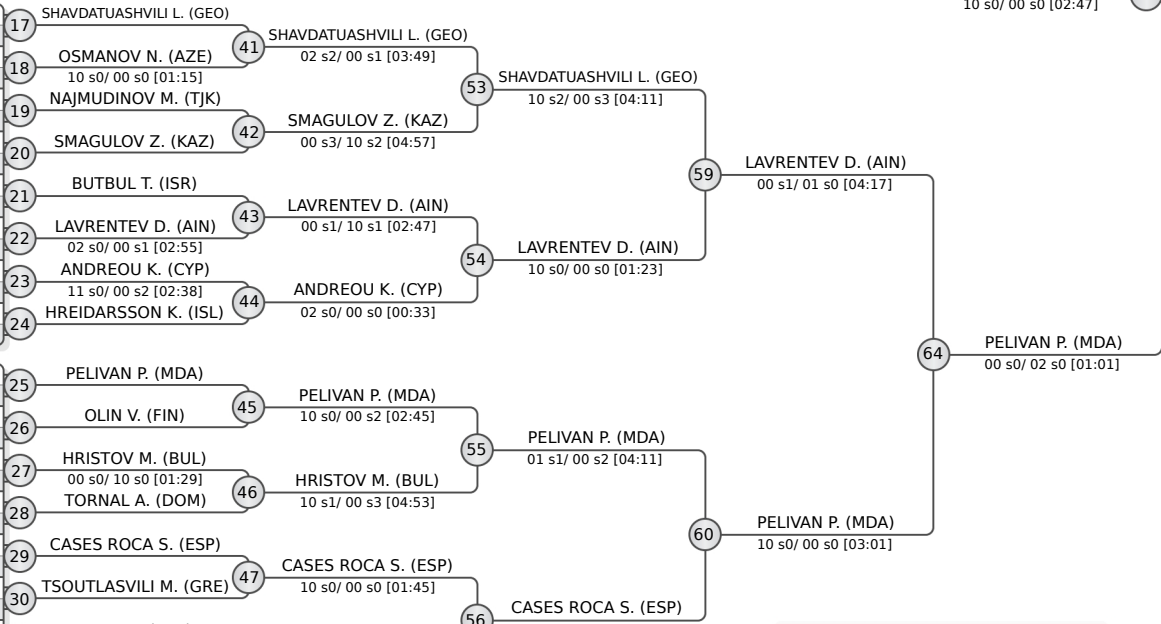 10 s0/ 00 s0 [02:47]
17
SHAVDATUASHVILI L. (GEO)
41
SHAVDATUASHVILI L. (GEO)
02 s2/ 00 s1 [03:49]
18
OSMANOV N. (AZE)
10 s0/ 00 s0 [01:15]
53
SHAVDATUASHVILI L. (GEO)
10 s2/ 00 s3 [04:11]
19
NAJMUDINOV M. (TJK)
42
SMAGULOV Z. (KAZ)
00 s3/ 10 s2 [04:57]
20
SMAGULOV Z. (KAZ)
59
LAVRENTEV D. (AIN)
00 s1/ 01 s0 [04:17]
21
BUTBUL T. (ISR)
43
LAVRENTEV D. (AIN)
00 s1/ 10 s1 [02:47]
22
LAVRENTEV D. (AIN)
02 s0/ 00 s1 [02:55]
54
LAVRENTEV D. (AIN)
10 s0/ 00 s0 [01:23]
23
ANDREOU K. (CYP)
11 s0/ 00 s2 [02:38]
44
ANDREOU K. (CYP)
02 s0/ 00 s0 [00:33]
24
HREIDARSSON K. (ISL)
64
PELIVAN P. (MDA)
00 s0/ 02 s0 [01:01]
25
PELIVAN P. (MDA)
45
PELIVAN P. (MDA)
10 s0/ 00 s2 [02:45]
26
OLIN V. (FIN)
55
PELIVAN P. (MDA)
01 s1/ 00 s2 [04:11]
27
HRISTOV M. (BUL)
00 s0/ 10 s0 [01:29]
46
HRISTOV M. (BUL)
10 s1/ 00 s3 [04:53]
28
TORNAL A. (DOM)
60
PELIVAN P. (MDA)
10 s0/ 00 s0 [03:01]
29
CASES ROCA S. (ESP)
47
CASES ROCA S. (ESP)
10 s0/ 00 s0 [01:45]
30
TSOUTLASVILI M. (GRE)
56
CASES ROCA S. (ESP)